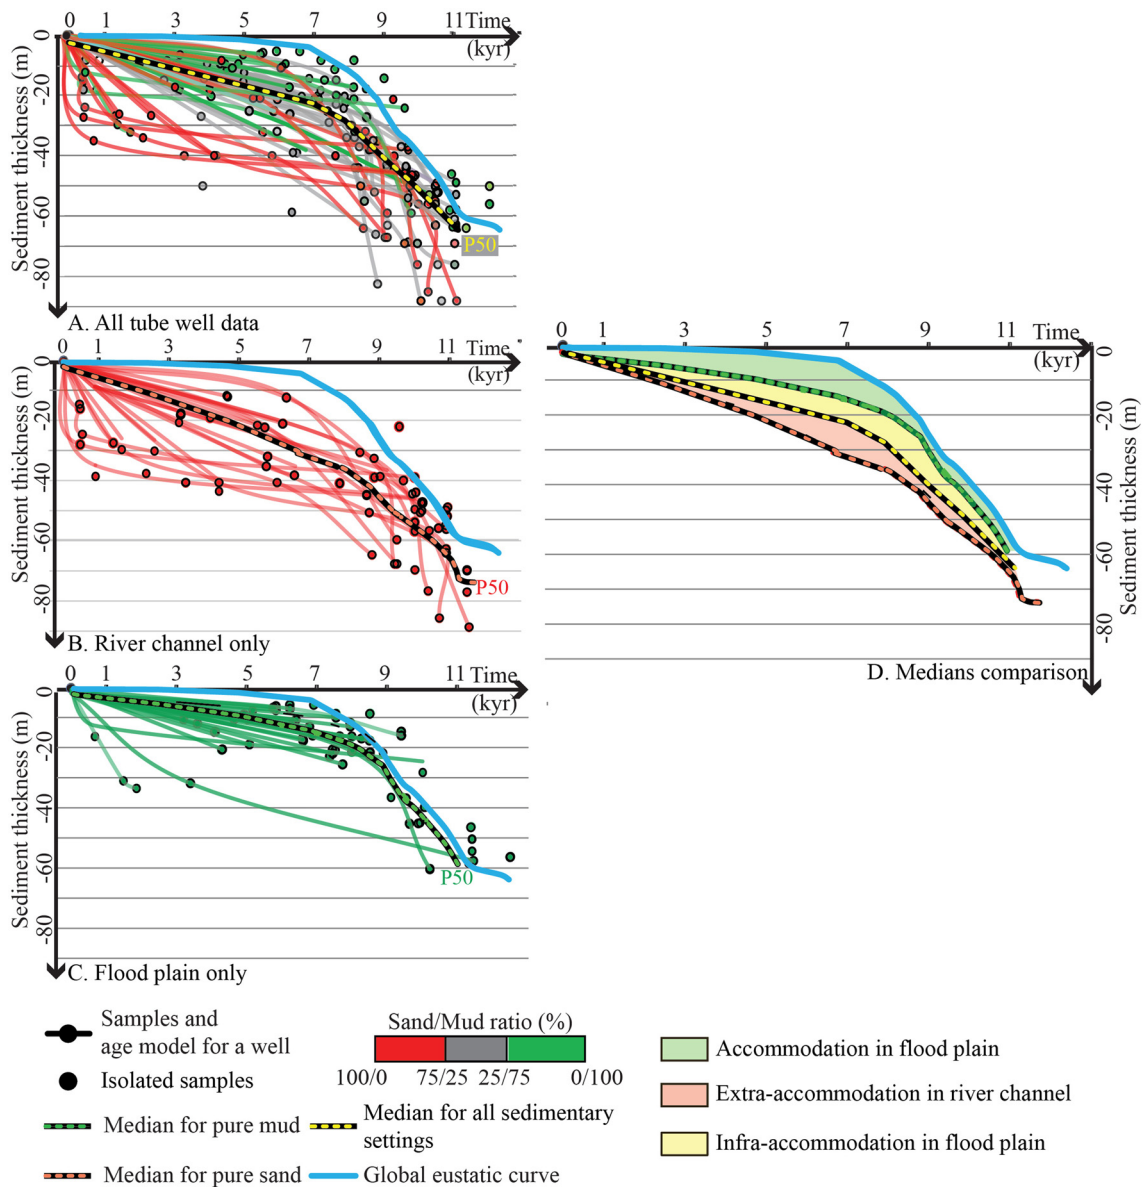 0 1 3 5 7 9 11 Time
(kyr)
Sediment thickness (m)
0
-20
-40
-60
-80
P50
A. All tube well data
0 1 3 5 7 9 11 Time
(kyr)
Sediment thickness (m)
0
-20
-40
-60
-80
P50
B. River channel only
0 1 3 5 7 9 11 Time
(kyr)
Sediment thickness (m)
0
-20
-40
-60
-80
P50
C. Flood plain only
0 1 3 5 7 9 11 Time
(kyr)
Sediment thickness (m)
0
-20
-40
-60
-80
D. Medians comparison
Samples and
age model for a well
Isolated samples
Median for pure mud
Median for pure sand
Sand/Mud ratio (%)
100/0 75/25 25/75 0/100
Median for all sedimentary
settings
Global eustatic curve
Accommodation in flood plain
Extra-accommodation in river channel
Infra-accommodation in flood plain